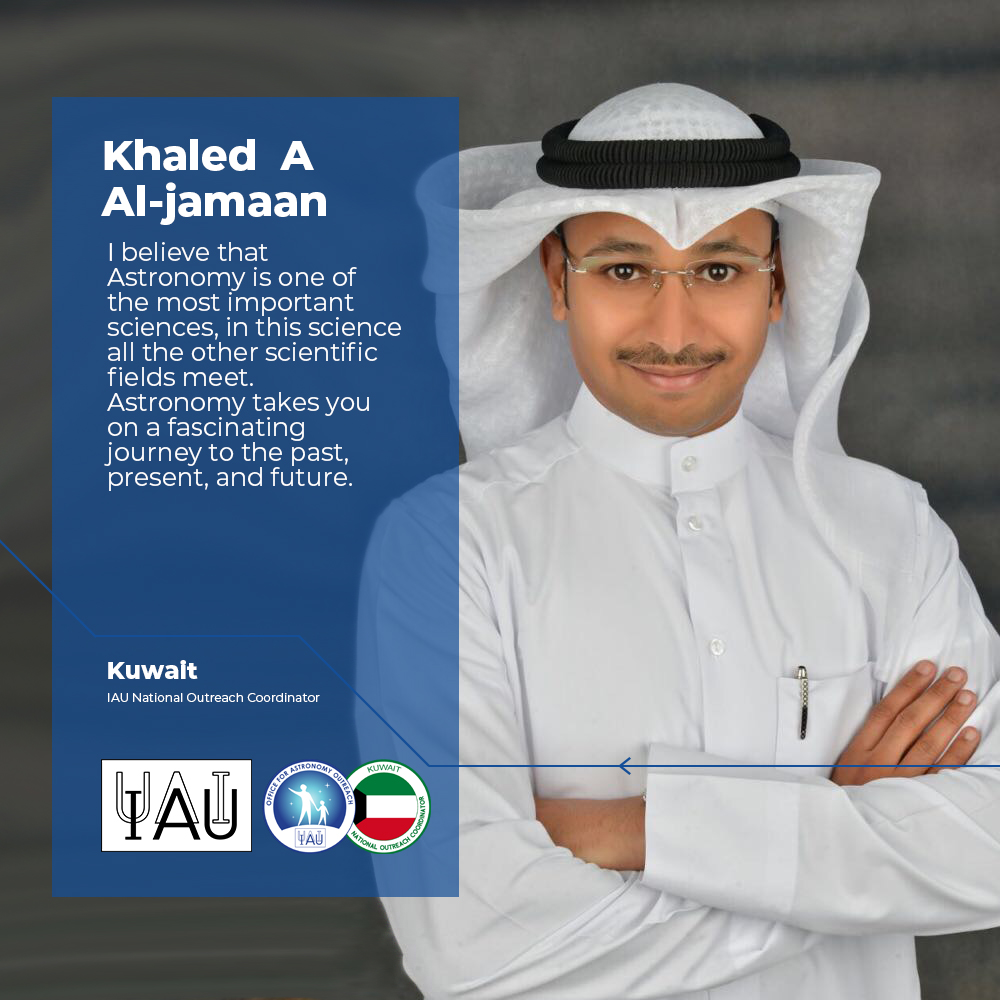 Khaled A
Al-jamaan
I believe that
Astronomy is one of
the most important
sciences, in this science
all the other scientific
fields meet.
Astronomy takes you
on a fascinating
journey to the past,
present, and future.
Kuwait
IAU National Outreach Coordinator
UAI
IAU
OFFICE FOR ASTRONOMY OUTREACH
UAI
IAU
KUWAIT
NATIONAL OUTREACH COORDINATOR